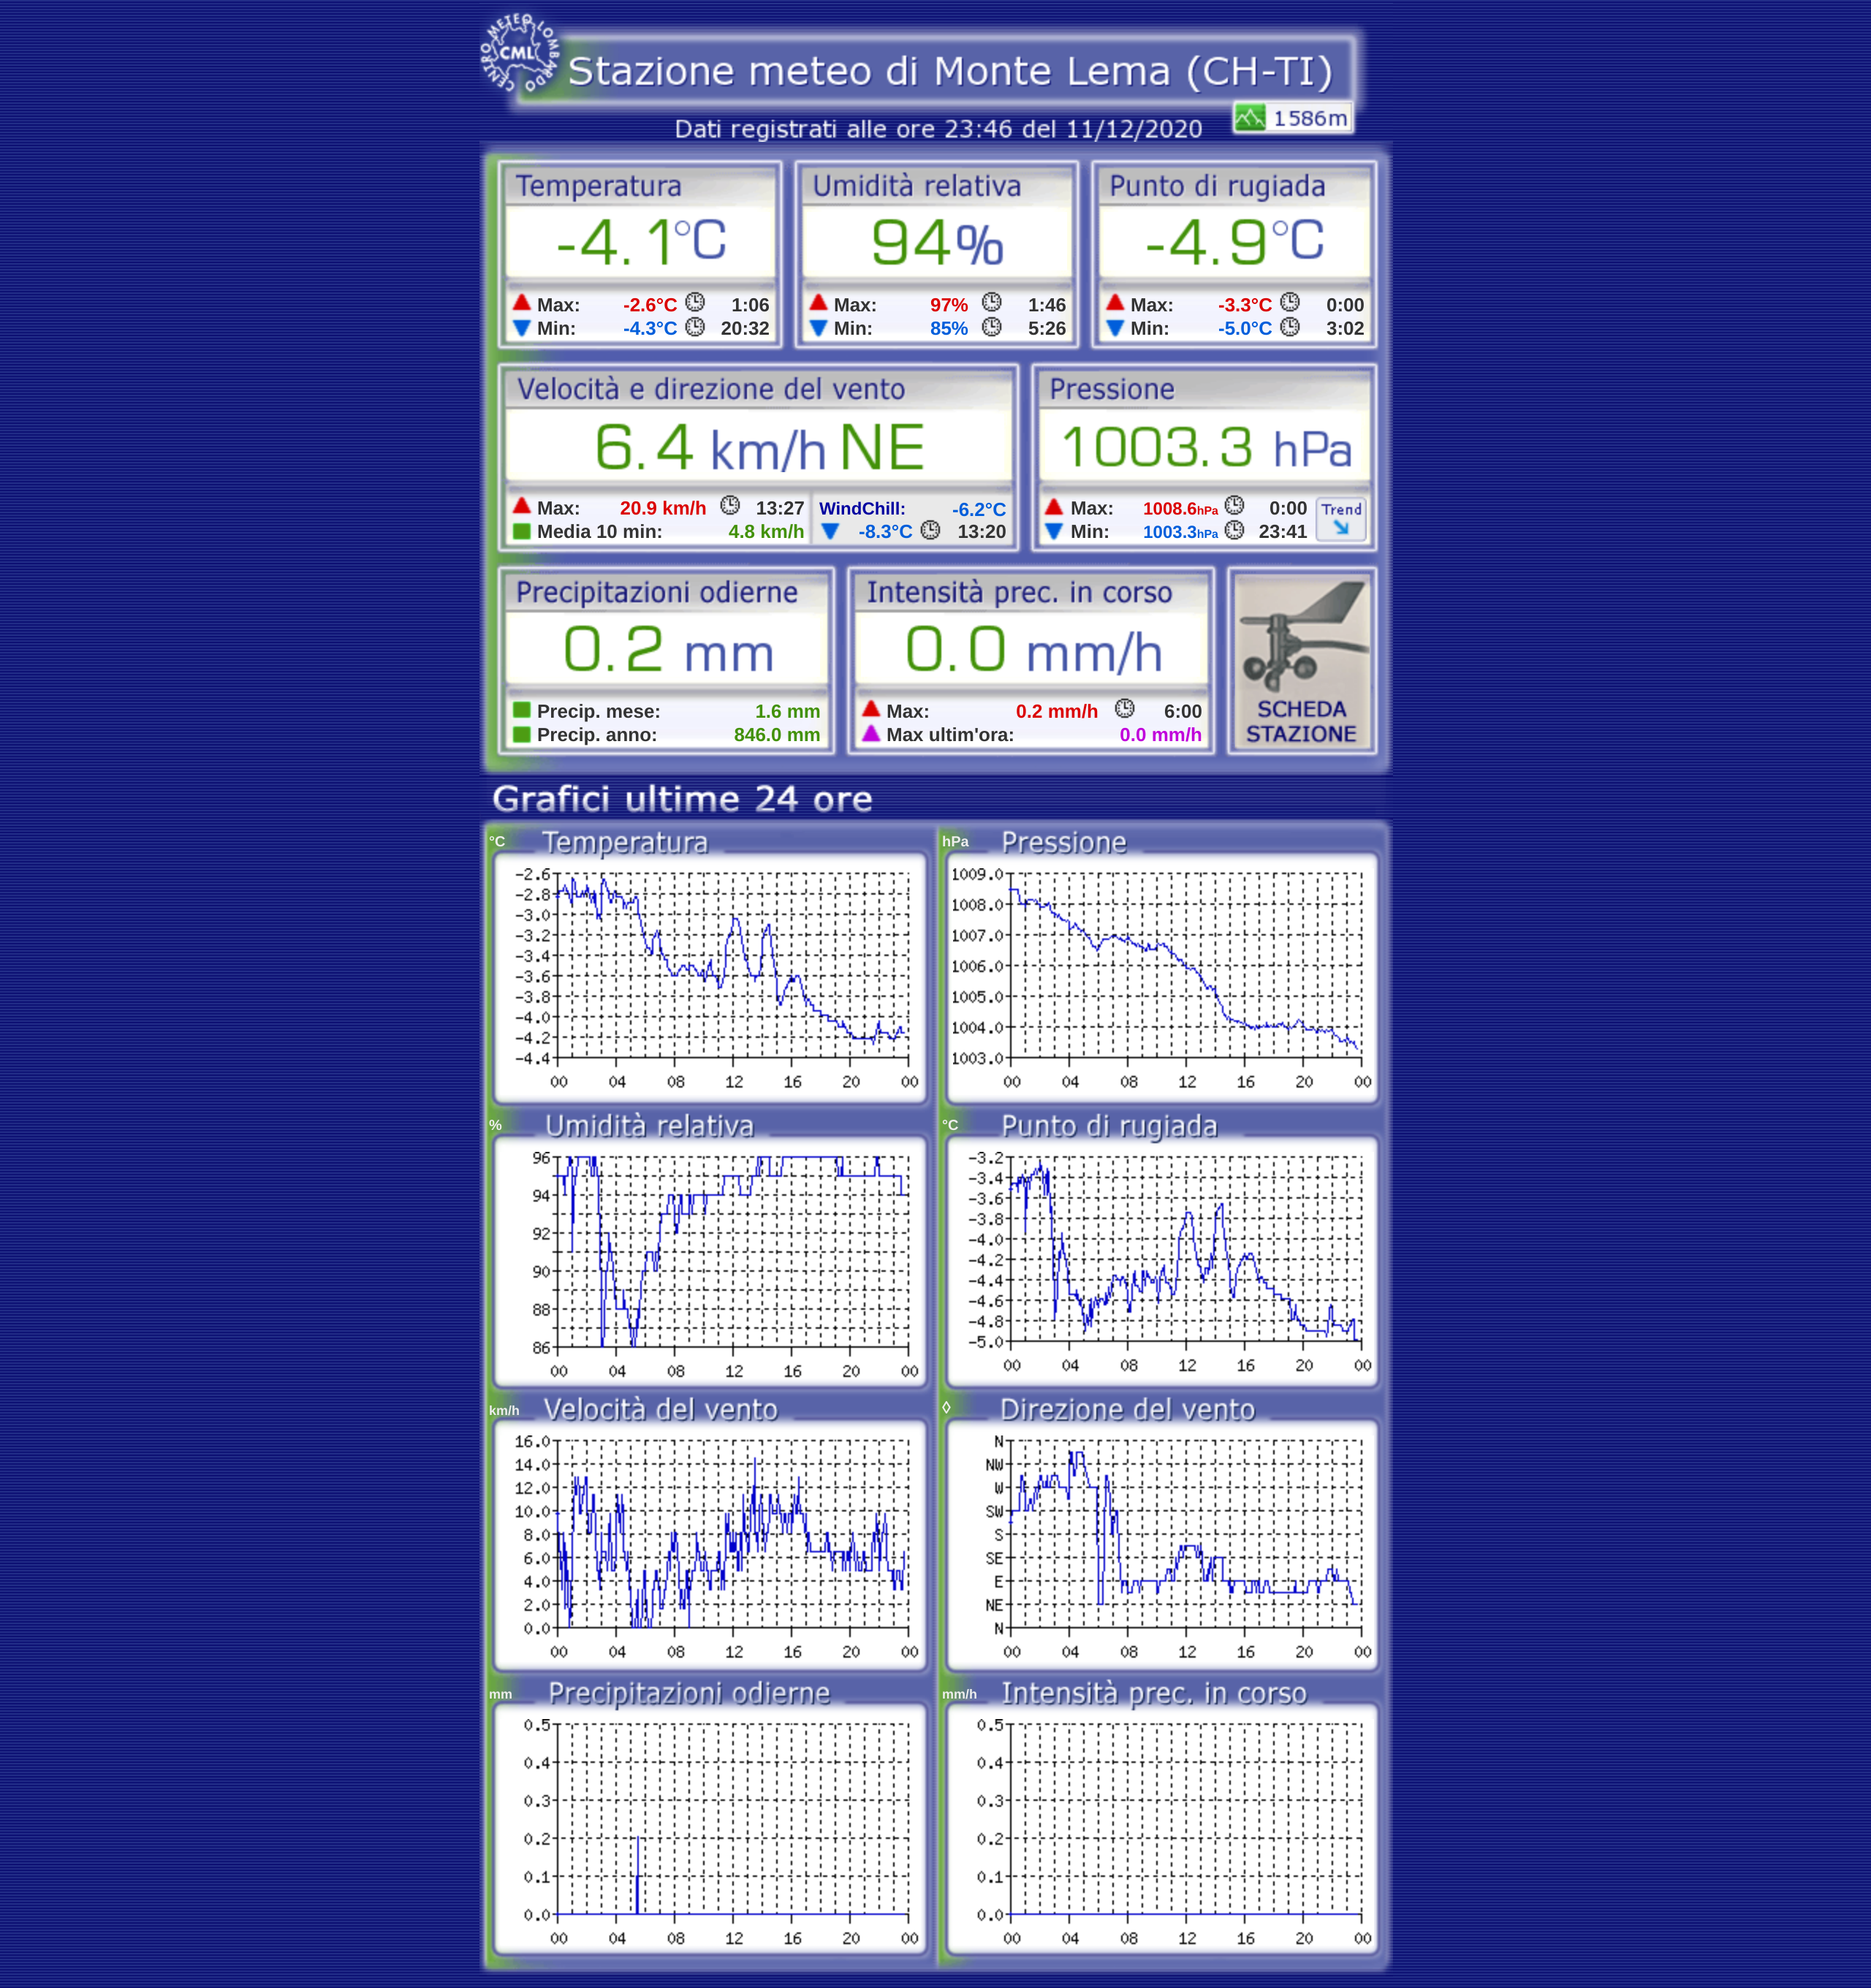 CENTRO METEO LOMBARDO
CML
Stazione meteo di Monte Lema (CH-TI)
1586m
Dati registrati alle ore 23:46 del 11/12/2020
Temperatura Umidità relativa Punto di rugiada
-4.1°C 94% -4.9°C
Max: -2.6°C 1:06 Max: 97% 1:46 Max: -3.3°C 0:00
Min: -4.3°C 20:32 Min: 85% 5:26 Min: -5.0°C 3:02
Velocità e direzione del vento Pressione
6.4 km/h NE 1003.3 hPa
Max: 20.9 km/h 13:27 WindChill: -6.2°C Max: 1008.6hPa 0:00 Trend
Media 10 min: 4.8 km/h -8.3°C 13:20 Min: 1003.3hPa 23:41
Precipitazioni odierne Intensità prec. in corso
0.2 mm 0.0 mm/h
Precip. mese: 1.6 mm Max: 0.2 mm/h 6:00 SCHEDA
Precip. anno: 846.0 mm Max ultim'ora: 0.0 mm/h STAZIONE
Grafici ultime 24 ore
°C Temperatura
-2.6
-2.8
-3.0
-3.2
-3.4
-3.6
-3.8
-4.0
-4.2
-4.4
00 04 08 12 16 20 00
hPa Pressione
1009.0
1008.0
1007.0
1006.0
1005.0
1004.0
1003.0
00 04 08 12 16 20 00
% Umidità relativa
96
94
92
90
88
86
00 04 08 12 16 20 00
°C Punto di rugiada
-3.2
-3.4
-3.6
-3.8
-4.0
-4.2
-4.4
-4.6
-4.8
-5.0
00 04 08 12 16 20 00
km/h Velocità del vento
16.0
14.0
12.0
10.0
8.0
6.0
4.0
2.0
0.0
00 04 08 12 16 20 00
◊ Direzione del vento
N
NW
W
SW
S
SE
E
NE
N
00 04 08 12 16 20 00
mm Precipitazioni odierne
0.5
0.4
0.3
0.2
0.1
0.0
00 04 08 12 16 20 00
mm/h Intensità prec. in corso
0.5
0.4
0.3
0.2
0.1
0.0
00 04 08 12 16 20 00